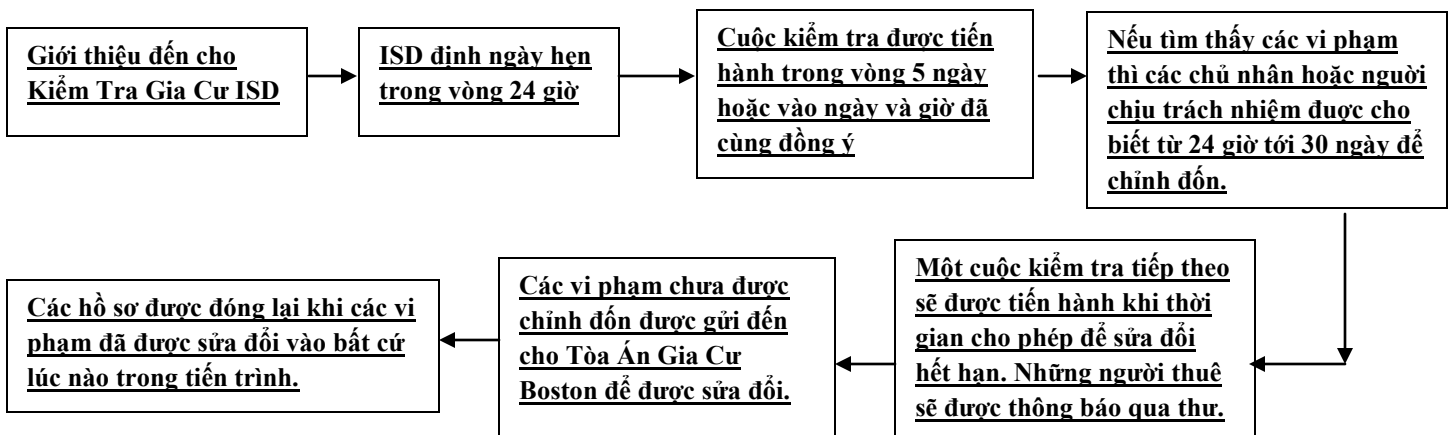 Giới thiệu đến cho
Kiểm Tra Gia Cư ISD
ISD định ngày hẹn
trong vòng 24 giờ
Cuộc kiểm tra được tiến
hành trong vòng 5 ngày
hoặc vào ngày và giờ đã
cùng đồng ý
Nếu tìm thấy các vi phạm
thì các chủ nhân hoặc nguời
chịu trách nhiệm đuợc cho
biết từ 24 giờ tới 30 ngày để
chỉnh đốn.
Một cuộc kiểm tra tiếp theo
sẽ được tiến hành khi thời
gian cho phép để sửa đổi
hết hạn. Những người thuê
sẽ được thông báo qua thư.
Các vi phạm chưa được
chỉnh đốn được gửi đến
cho Tòa Án Gia Cư
Boston để được sửa đổi.
Các hồ sơ được đóng lại khi các vi
phạm đã được sửa đổi vào bất cứ
lúc nào trong tiến trình.